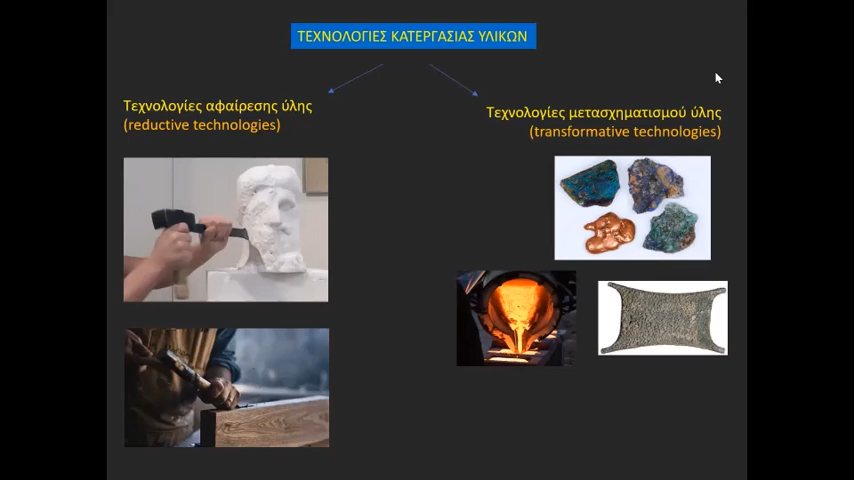 ΤΕΧΝΟΛΟΓΙΕΣ ΚΑΤΕΡΓΑΣΙΑΣ ΥΛΙΚΩΝ
Τεχνολογίες αφαίρεσης ύλης
(reductive technologies)
Τεχνολογίες μετασχηματισμού ύλης
(transformative technologies)